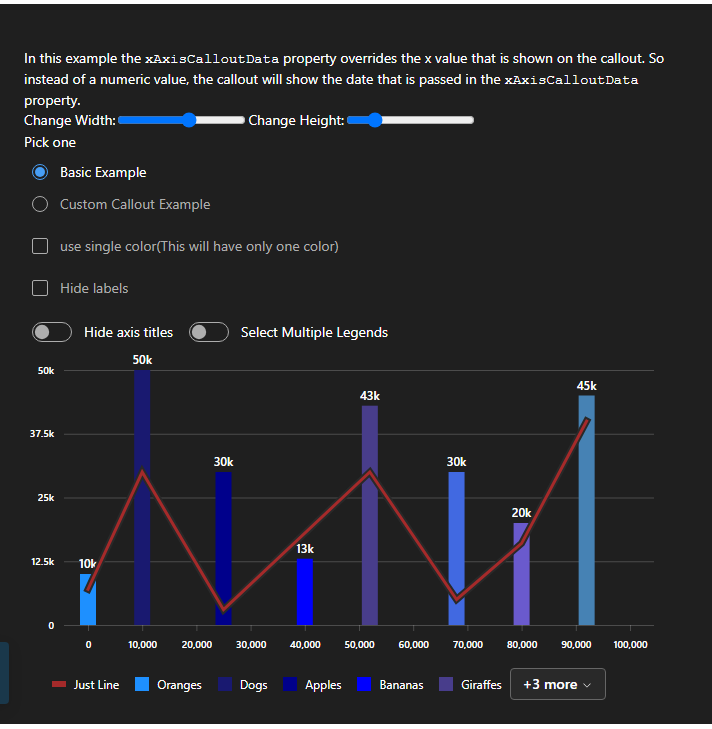 In this example the xAxisCalloutData property overrides the x value that is shown on the callout. So
instead of a numeric value, the callout will show the date that is passed in the xAxisCalloutData
property.
Change Width: Change Height:
Pick one
Basic Example
Custom Callout Example
use single color(This will have only one color)
Hide labels
Hide axis titles Select Multiple Legends
50k
50k
45k
43k
37.5k
30k 30k
25k
20k
13k
12.5k
10k
0
0 10,000 20,000 30,000 40,000 50,000 60,000 70,000 80,000 90,000 100,000
Just Line Oranges Dogs Apples Bananas Giraffes +3 more